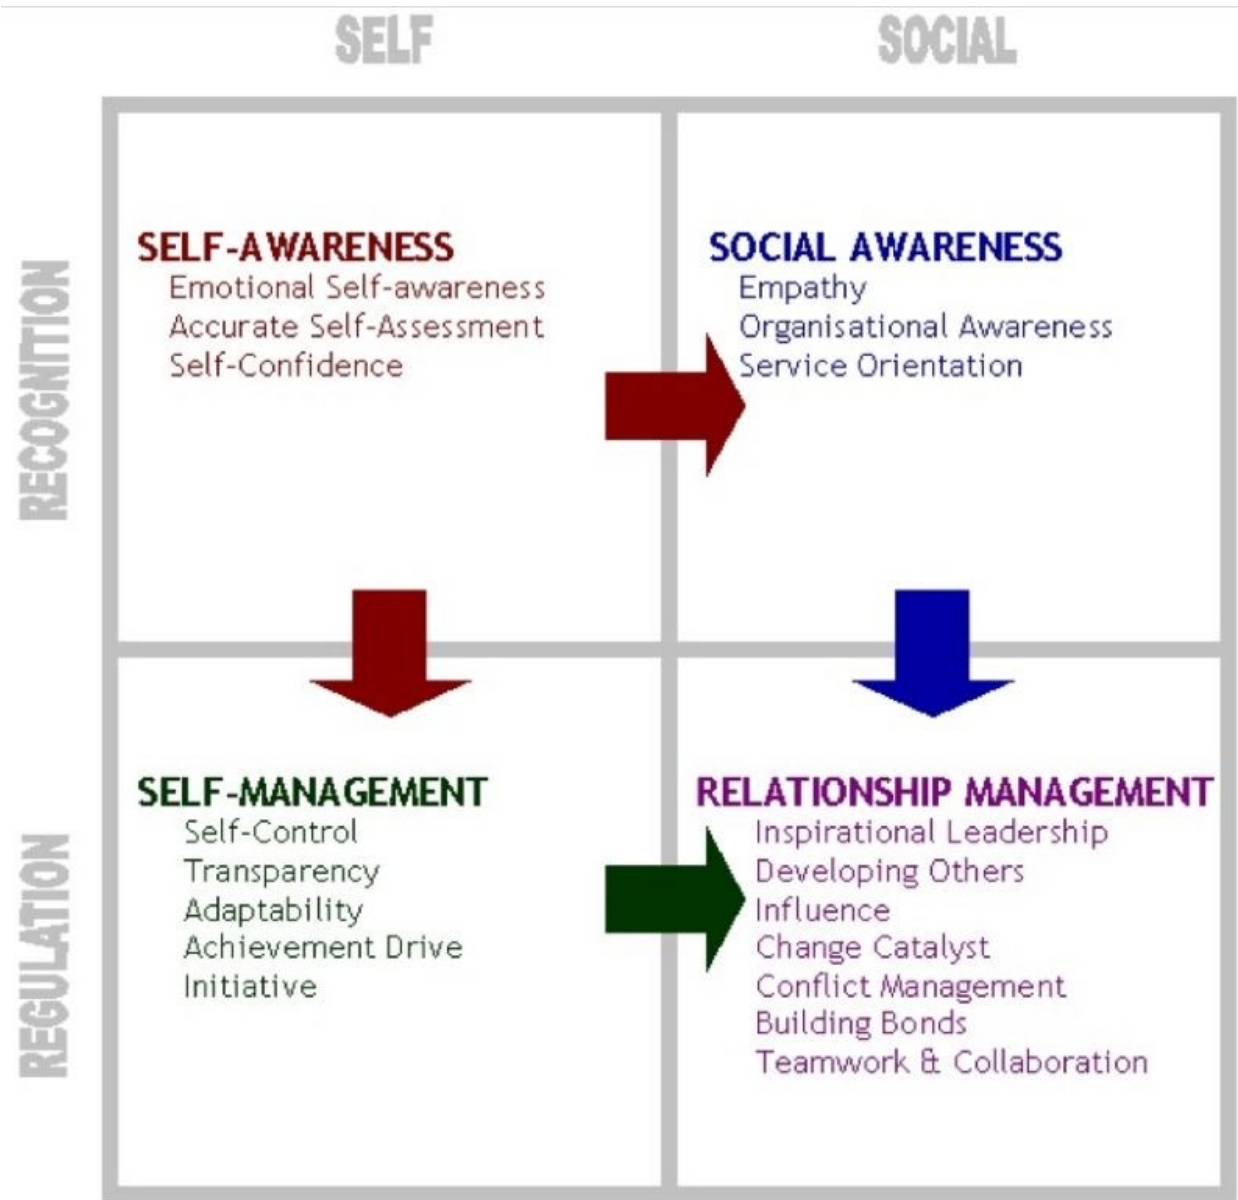 SELF
SOCIAL
RECOGNITION
SELF-AWARENESS
Emotional Self-awareness
Accurate Self-Assessment
Self-Confidence
SOCIAL AWARENESS
Empathy
Organisational Awareness
Service Orientation
REGULATION
SELF-MANAGEMENT
Self-Control
Transparency
Adaptability
Achievement Drive
Initiative
RELATIONSHIP MANAGEMENT
Inspirational Leadership
Developing Others
Influence
Change Catalyst
Conflict Management
Building Bonds
Teamwork & Collaboration